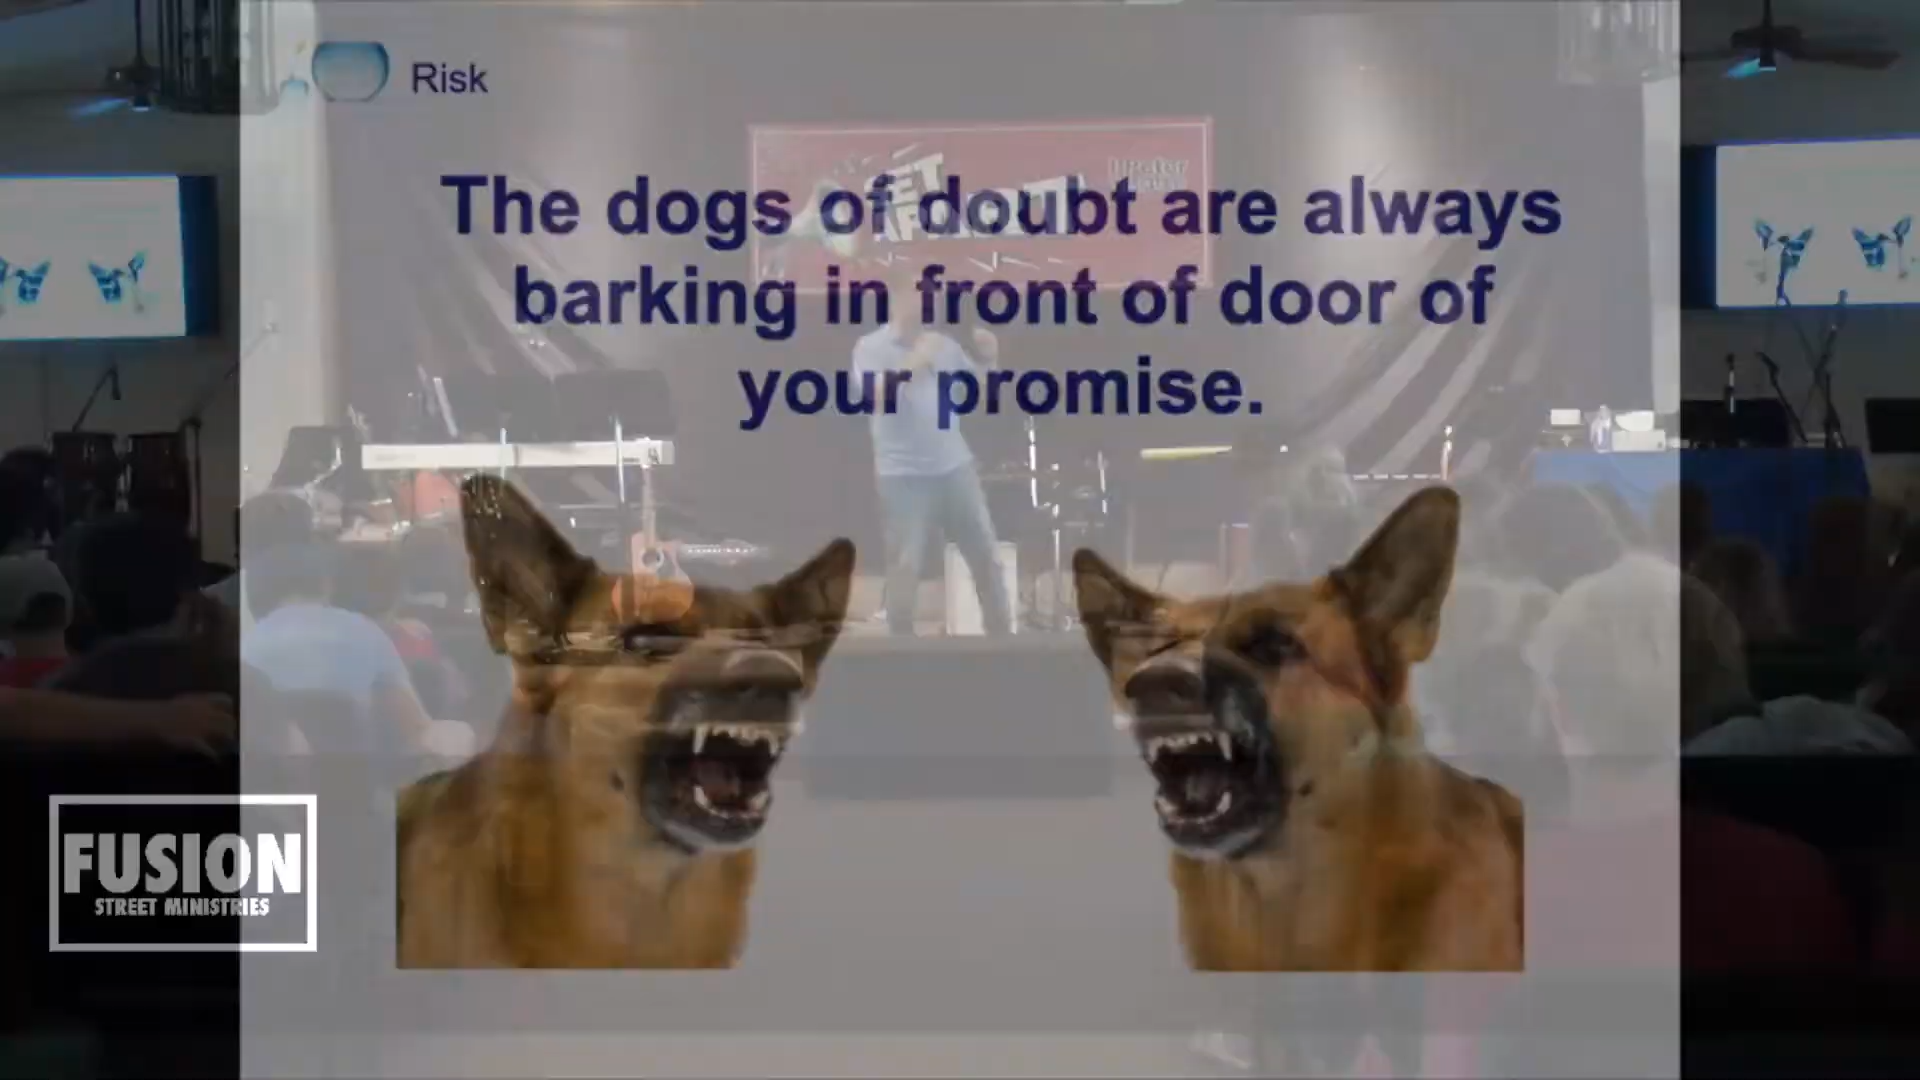 Risk
The dogs of doubt are always
barking in front of door of
your promise.
FUSION
STREET MINISTRIES